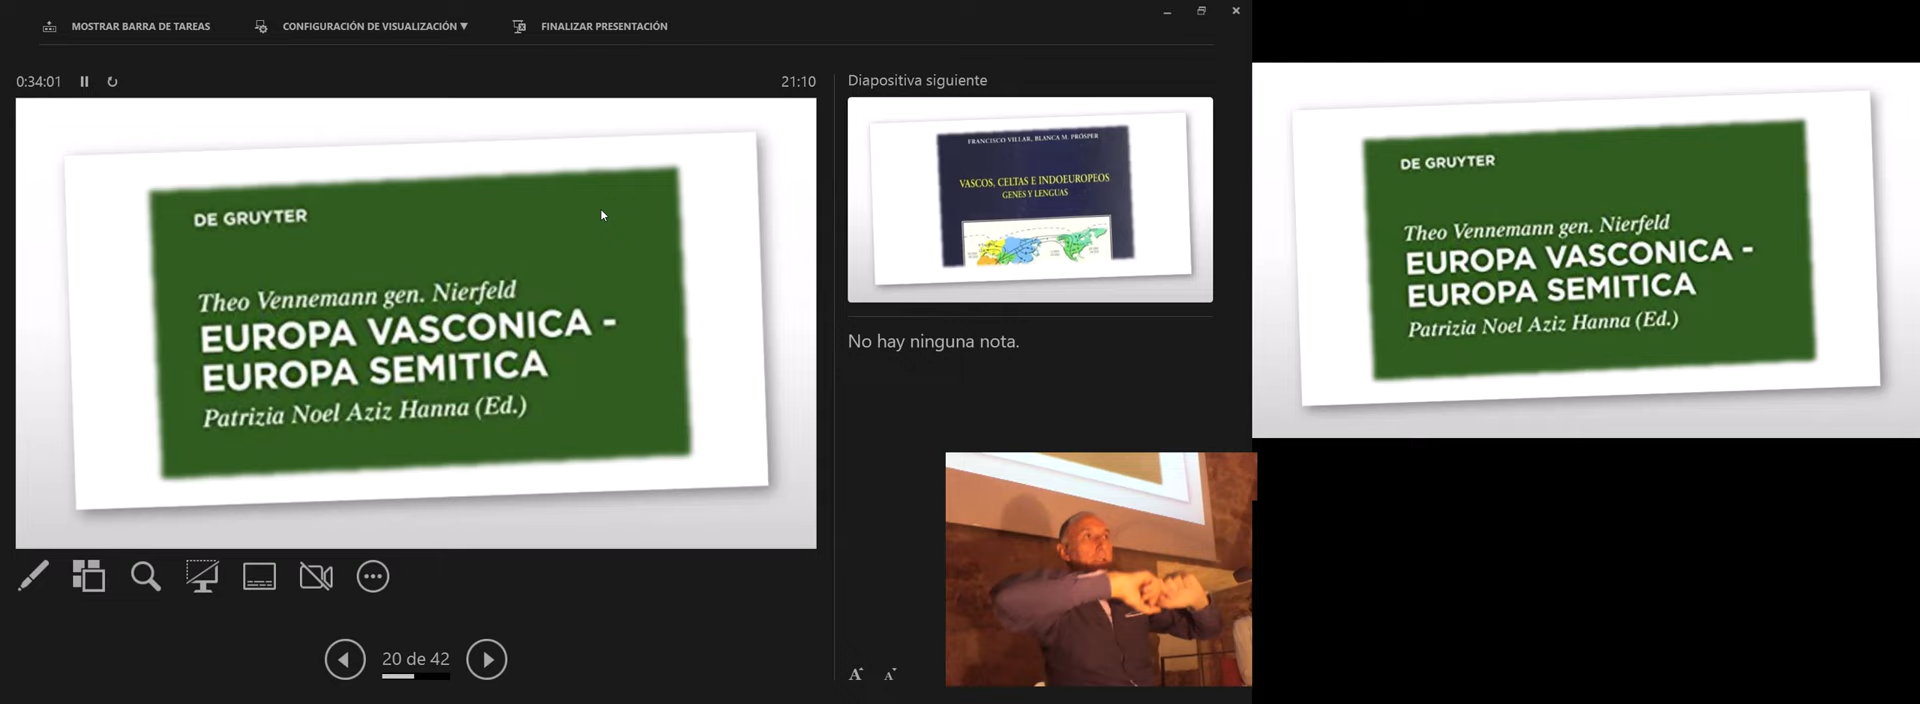 MOSTRAR BARRA DE TAREAS
CONFIGURACIÓN DE VISUALIZACIÓN ▼
FINALIZAR PRESENTACIÓN
0:34:01
21:10
DE GRUYTER
Theo Vennemann gen. Nierfeld
EUROPA VASCONICA -
EUROPA SEMITICA
Patrizia Noel Aziz Hanna (Ed.)
20 de 42
Diapositiva siguiente
FRANCISCO VILLAR, BLANCA M. PRÓSPER
VASCOS, CELTAS E INDOEUROPEOS
GENES Y LENGUAS
No hay ninguna nota.
A A
DE GRUYTER
Theo Vennemann gen. Nierfeld
EUROPA VASCONICA -
EUROPA SEMITICA
Patrizia Noel Aziz Hanna (Ed.)